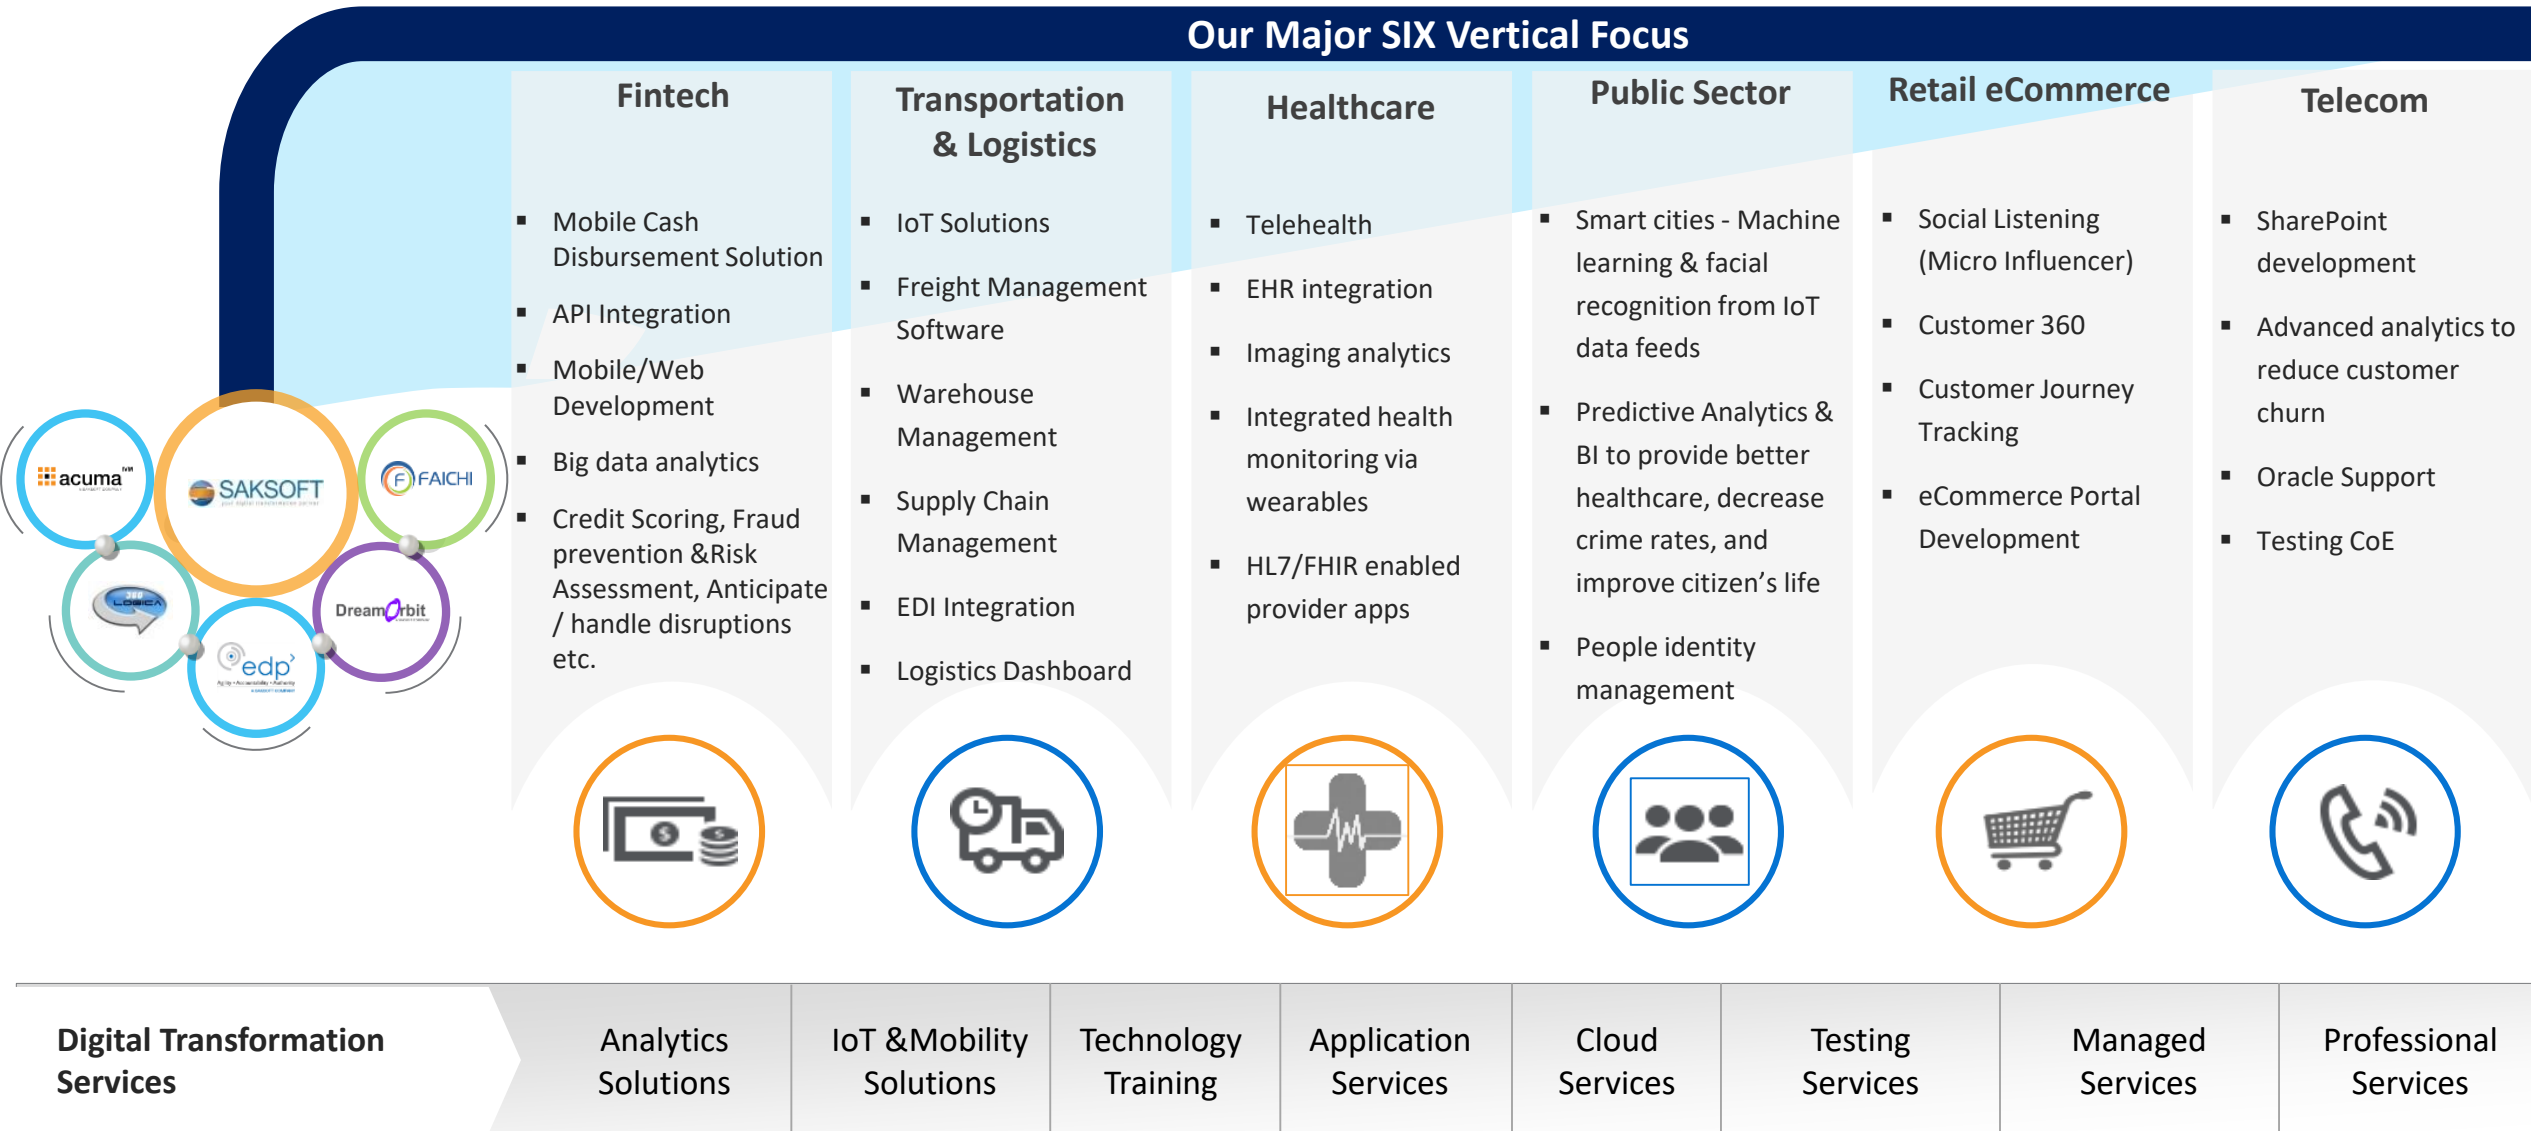 Our Major SIX Vertical Focus
Fintech
▪ Mobile Cash
Disbursement Solution
▪ API Integration
▪ Mobile/Web
Development
▪ Big data analytics
▪ Credit Scoring, Fraud
prevention &Risk
Assessment, Anticipate
/ handle disruptions
etc.
Transportation
& Logistics
▪ IoT Solutions
▪ Freight Management
Software
▪ Warehouse
Management
▪ Supply Chain
Management
▪ EDI Integration
▪ Logistics Dashboard
Healthcare
▪ Telehealth
▪ EHR integration
▪ Imaging analytics
▪ Integrated health
monitoring via
wearables
▪ HL7/FHIR enabled
provider apps
Public Sector
▪ Smart cities - Machine
learning & facial
recognition from IoT
data feeds
▪ Predictive Analytics &
BI to provide better
healthcare, decrease
crime rates, and
improve citizen’s life
▪ People identity
management
Retail eCommerce
▪ Social Listening
(Micro Influencer)
▪ Customer 360
▪ Customer Journey
Tracking
▪ eCommerce Portal
Development
Telecom
▪ SharePoint
development
▪ Advanced analytics to
reduce customer
churn
▪ Oracle Support
▪ Testing CoE
acuma
SAKSOFT
your digital transformation partner
FAICHI
360
LOGICA
edp
DreamOrbit
Digital Transformation
Services
Analytics
Solutions
IoT &Mobility
Solutions
Technology
Training
Application
Services
Cloud
Services
Testing
Services
Managed
Services
Professional
Services